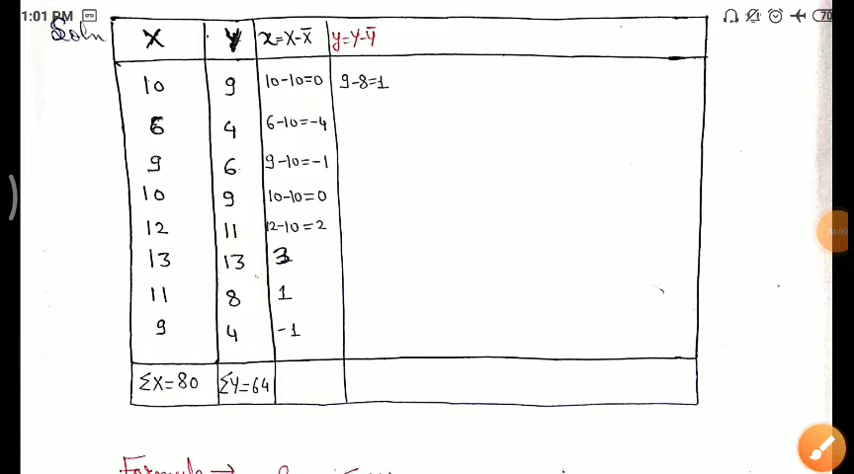 1:01 PM 70
Soln X Y x=X-X̅ y=Y-Y̅
10 9 10-10=0 9-8=1
6 4 6-10=-4
9 6 9-10=-1
10 9 10-10=0
12 11 12-10=2
13 13 3
11 8 1
9 4 -1
ΣX=80 ΣY=64
Formula →